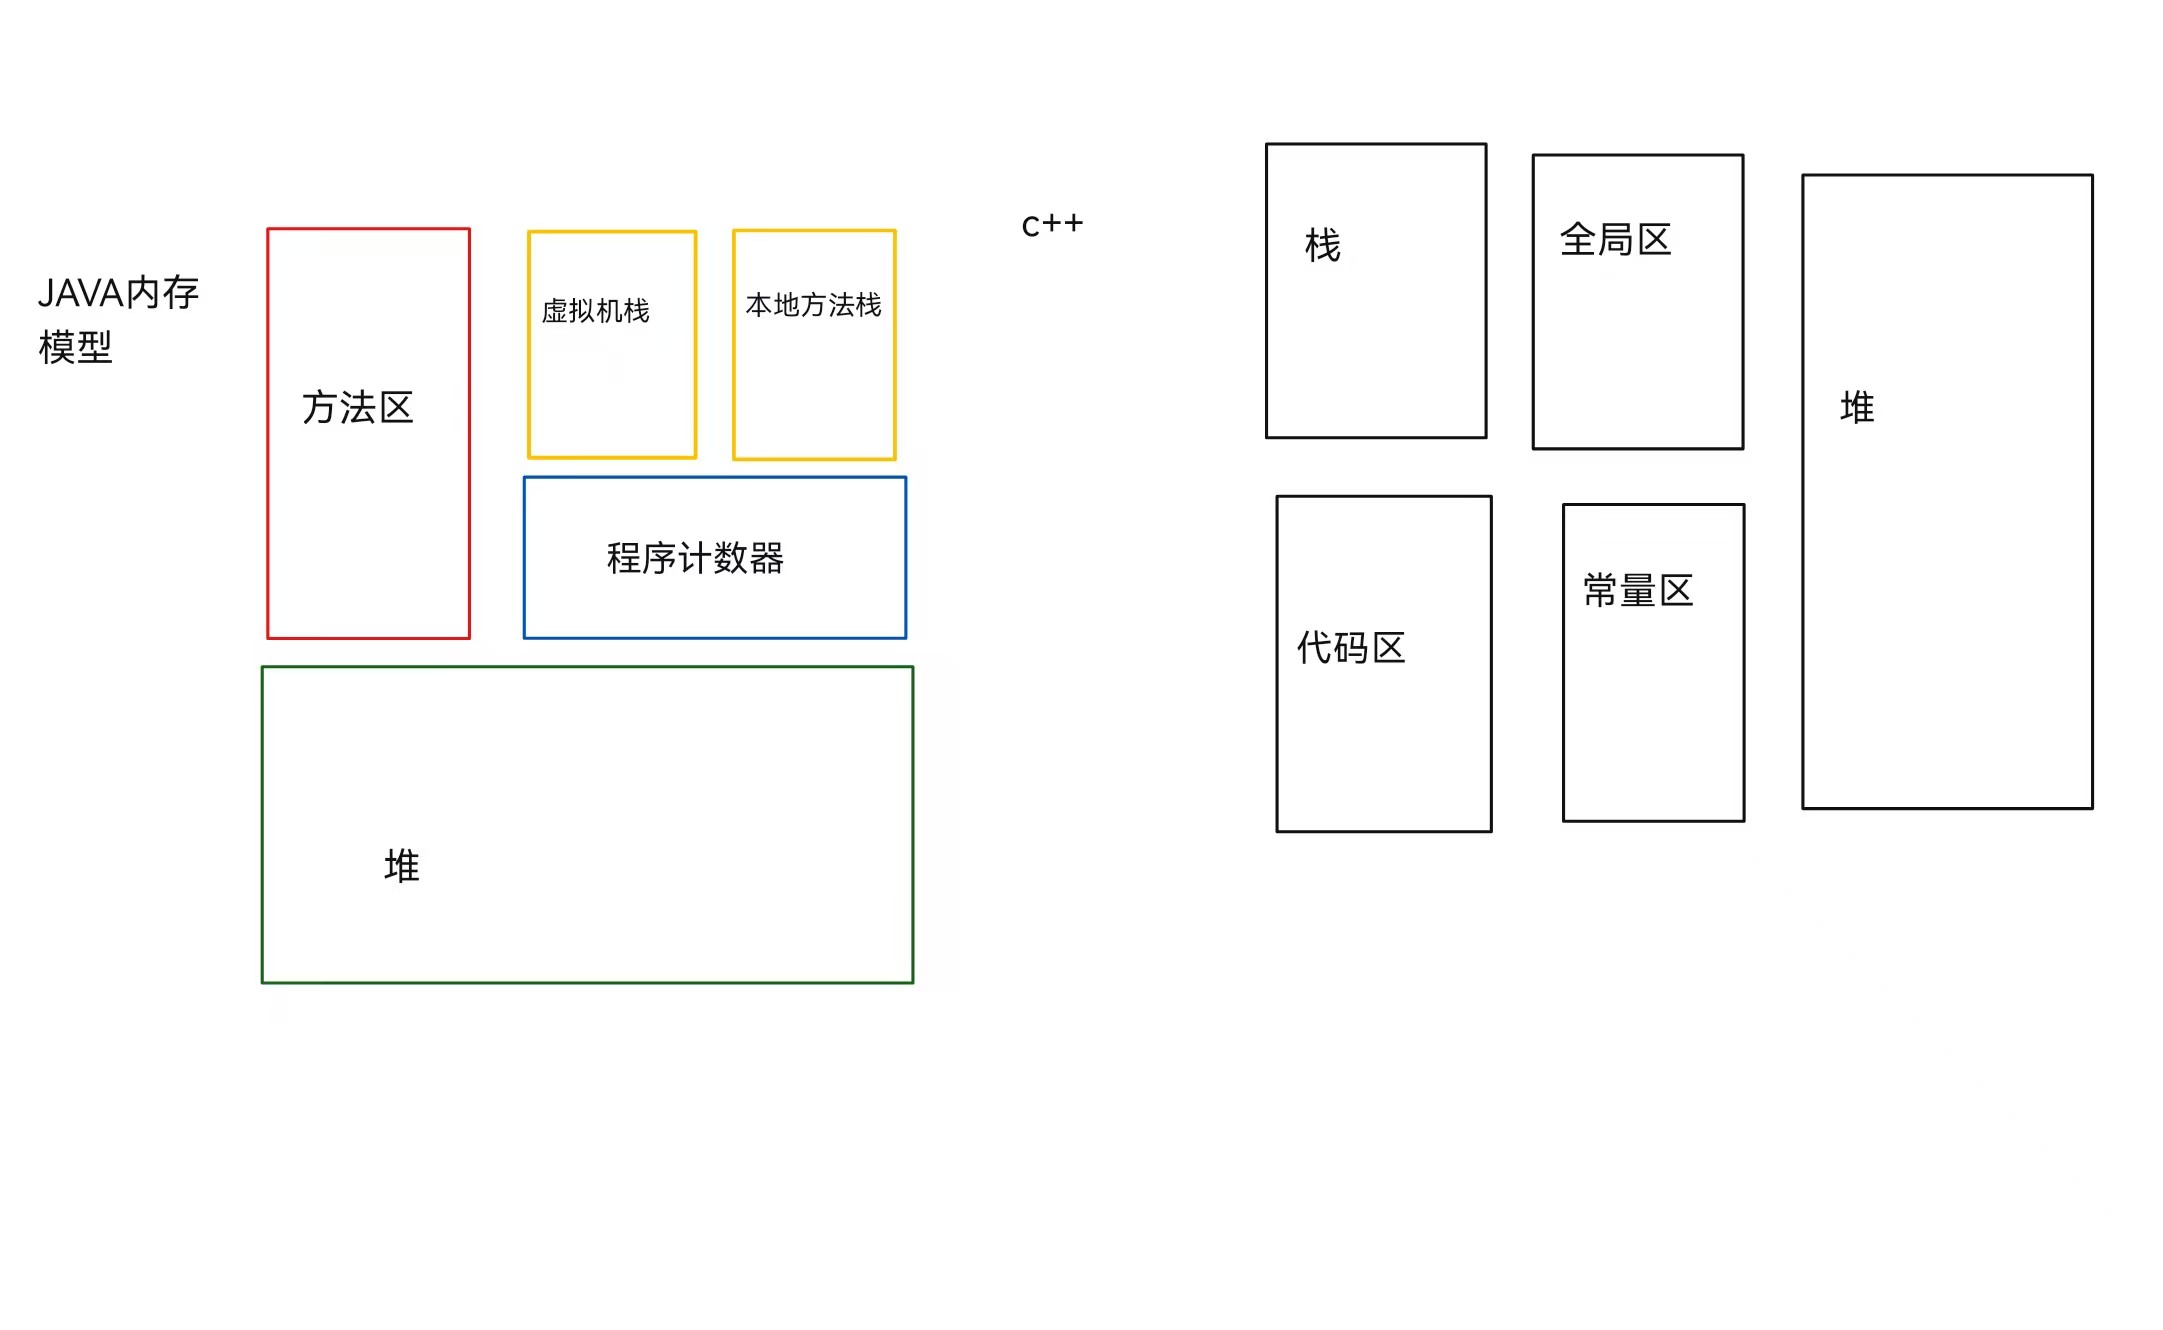 JAVA内存
模型
方法区
虚拟机栈
本地方法栈
程序计数器
堆
c++
栈
全局区
堆
代码区
常量区